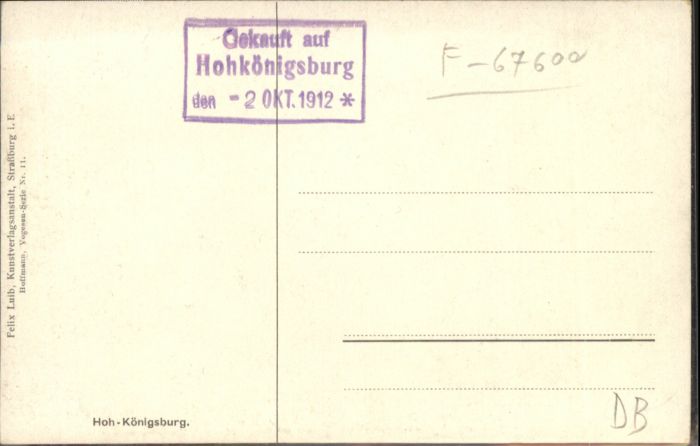 Gekauft auf
Hohkönigsburg
den - 2 OKT. 1912 *
F - 67600
Felix Luib, Kunstverlagsanstalt, Straßburg i. E
Hoffmann, Vogesen-Serie Nr. 11.
Hoh-Königsburg.
DB